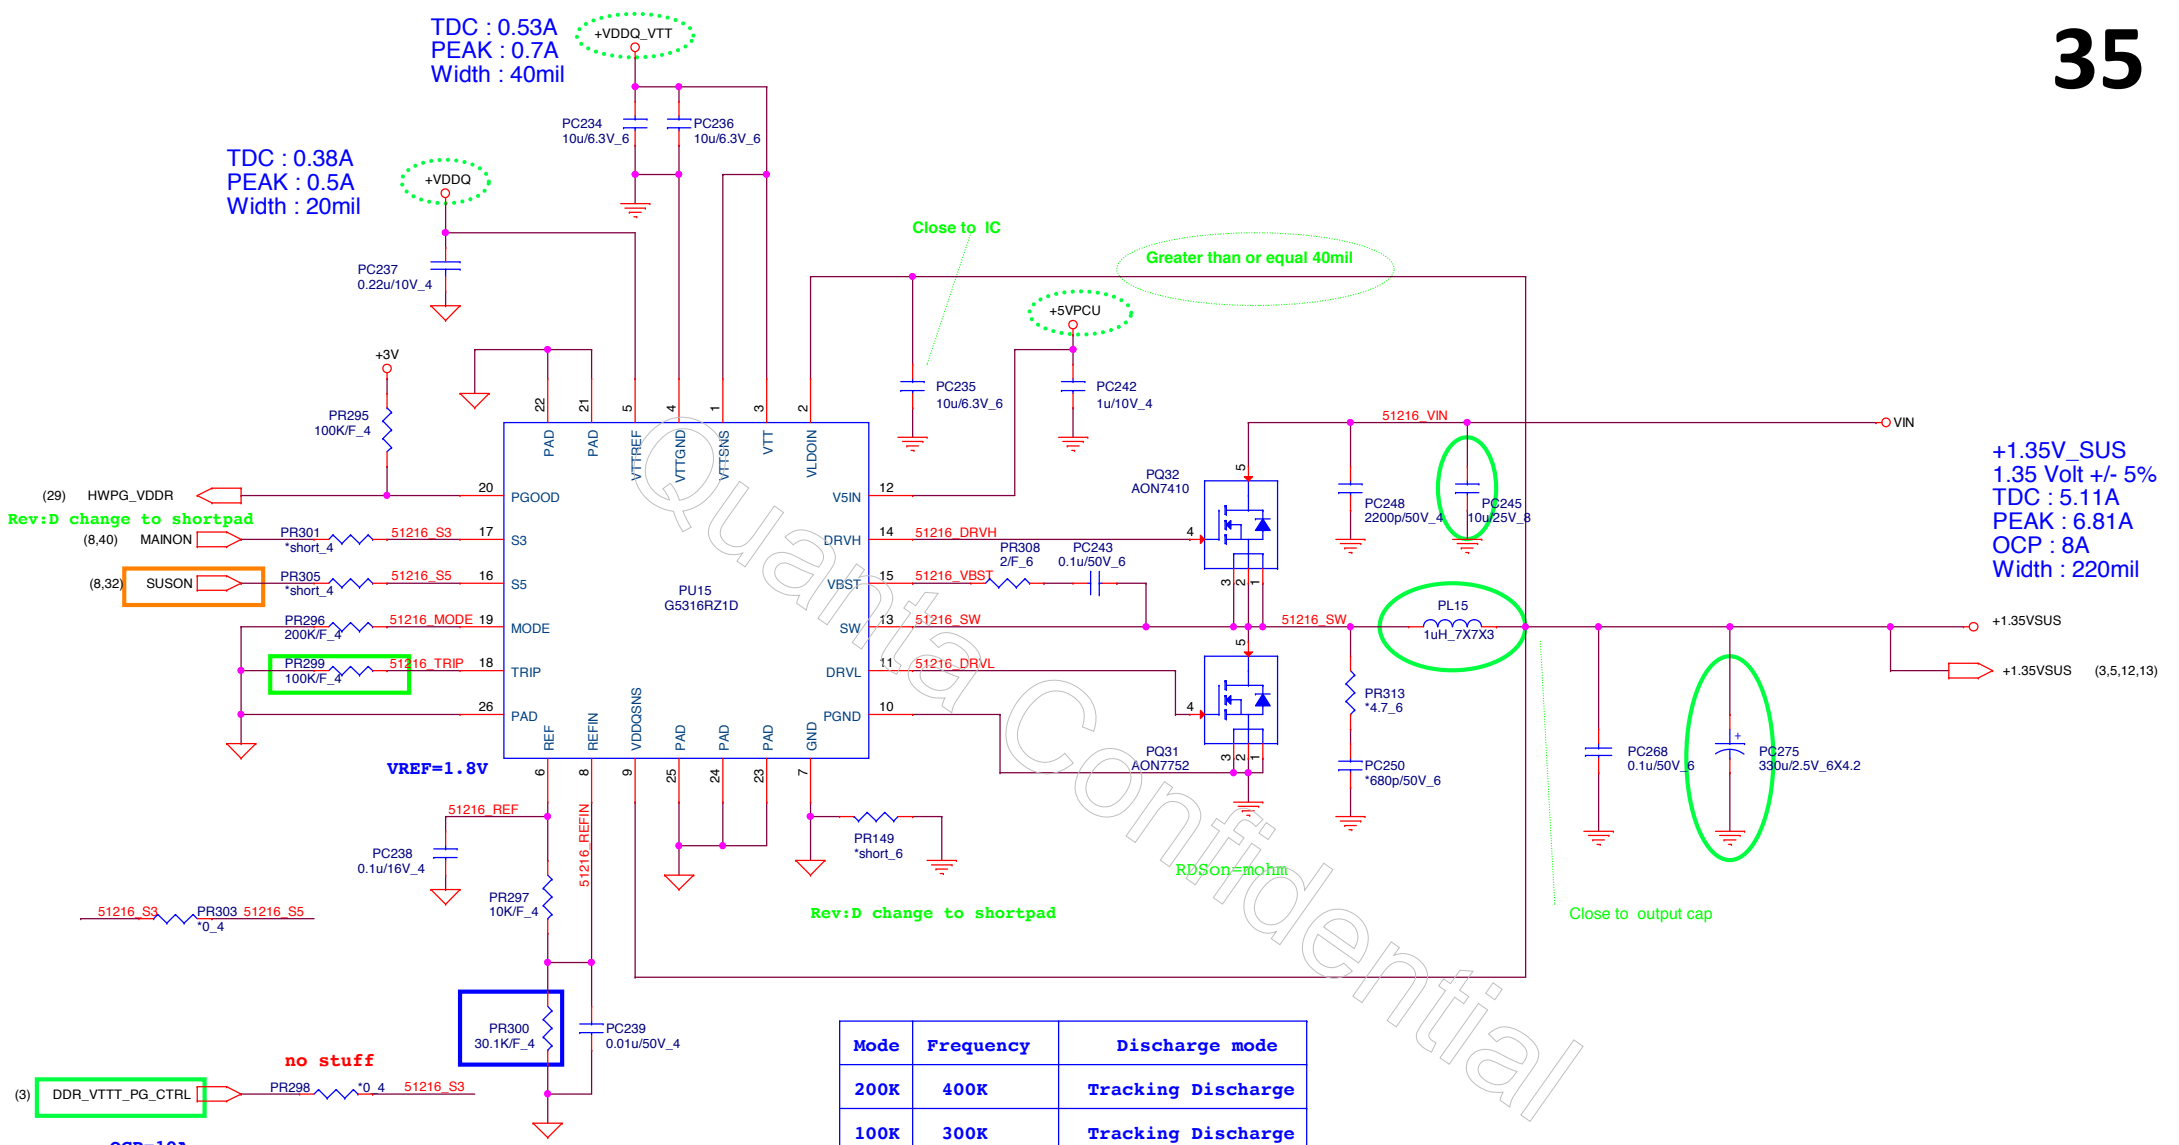 35
TDC : 0.53A
PEAK : 0.7A
Width : 40mil
+VDDQ_VTT
PC234
10u/6.3V_6
PC236
10u/6.3V_6
TDC : 0.38A
PEAK : 0.5A
Width : 20mil
+VDDQ
PC237
0.22u/10V_4
Close to IC
Greater than or equal 40mil
+5VPCU
PC235
10u/6.3V_6
PC242
1u/10V_4
+3V
PR295
100K/F_4
22
21
5
4
1
3
2
PAD
PAD
VTTREF
VTTGND
VTTSNS
VTT
VLDOIN
(29) HWPG_VDDR
20
PGOOD
Rev:D change to shortpad
(8,40) MAINON
PR301
*short_4
51216_S3
17
S3
(8,32) SUSON
PR305
*short_4
51216_S5
16
S5
PR296
200K/F_4
51216_MODE
19
MODE
PR299
100K/F_4
51216_TRIP
18
TRIP
26
PAD
PU15
G5316RZ1D
V5IN
12
DRVH
14
51216_DRVH
VBST
15
51216_VBST
PR308
2/F_6
PC243
0.1u/50V_6
SW
13
51216_SW
DRVL
11
51216_DRVL
PGND
10
REF
REFIN
VDDQSNS
PAD
PAD
PAD
GND
6
8
9
25
24
23
7
VREF=1.8V
PQ32
AON7410
5
4
3
2
1
51216_VIN
VIN
PC248
2200p/50V_4
PC245
10u/25V_8
+1.35V_SUS
1.35 Volt +/- 5%
TDC : 5.11A
PEAK : 6.81A
OCP : 8A
Width : 220mil
51216_SW
PL15
1uH_7X7X3
+1.35VSUS
+1.35VSUS (3,5,12,13)
5
4
3
2
1
PQ31
AON7752
PR313
*4.7_6
PC250
*680p/50V_6
PC268
0.1u/50V_6
+
PC275
330u/2.5V_6X4.2
51216_REF
PC238
0.1u/16V_4
51216_REFIN
PR297
10K/F_4
PR149
*short_6
RDSon=mohm
Rev:D change to shortpad
Close to output cap
51216_S3
PR303
*0_4
51216_S5
PR300
30.1K/F_4
PC239
0.01u/50V_4
no stuff
(3) DDR_VTTT_PG_CTRL
PR298
*0_4
51216_S3
OCP=10A
Mode Frequency Discharge mode
200K 400K Tracking Discharge
100K 300K Tracking Discharge
Quanta Confidential